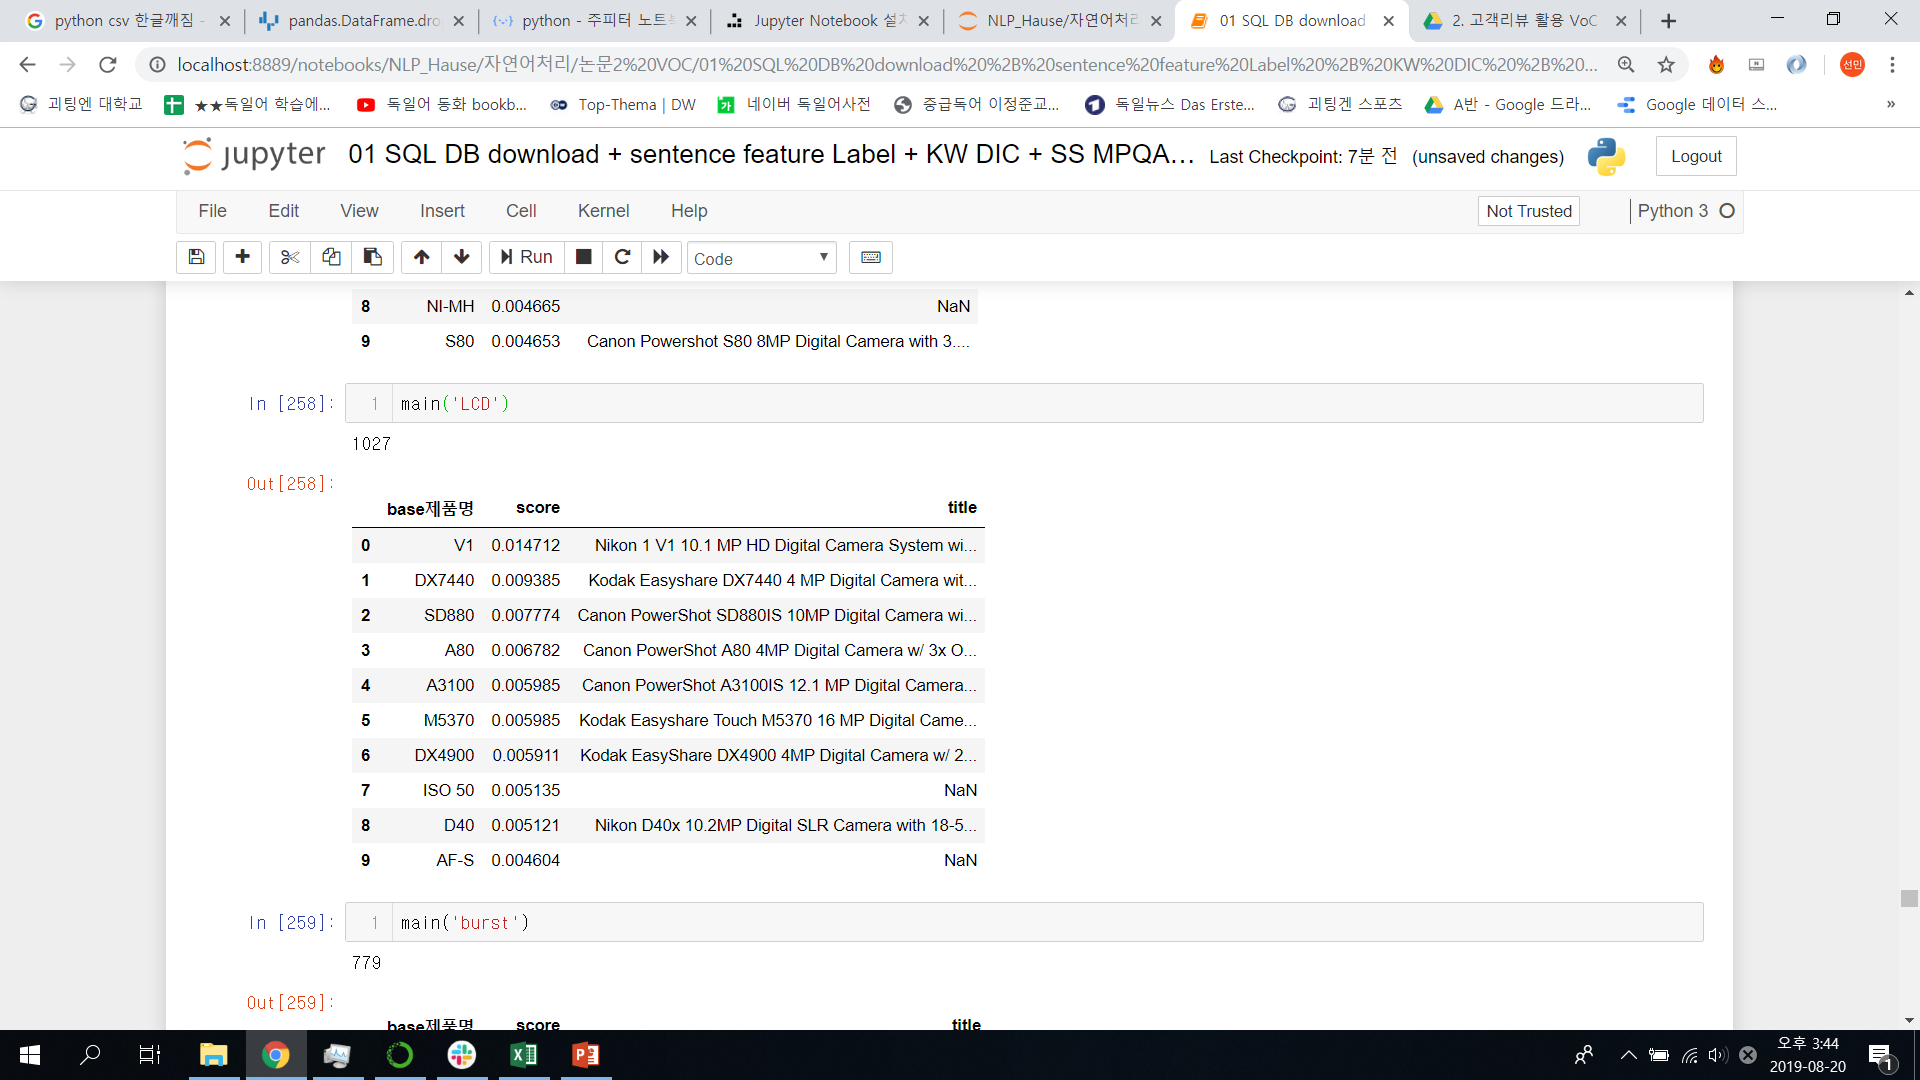 python csv 한글깨짐 -
pandas.DataFrame.dro
python - 주피터 노트북
Jupyter Notebook 설치
NLP_Hause/자연어처리
01 SQL DB download
2. 고객리뷰 활용 VoC
localhost:8889/notebooks/NLP_Hause/자연어처리/논문2%20VOC/01%20SQL%20DB%20download%20%2B%20sentence%20feature%20Label%20%2B%20KW%20DIC%20%2B%20...
선민
괴팅엔 대학교
★★독일어 학습에...
독일어 동화 bookb...
Top-Thema | DW
네이버 독일어사전
중급독어 이정준교...
독일뉴스 Das Erste...
괴팅겐 스포츠
A반 - Google 드라...
Google 데이터 스...
»
jupyter 01 SQL DB download + sentence feature Label + KW DIC + SS MPQA... Last Checkpoint: 7분 전 (unsaved changes) Logout
File Edit View Insert Cell Kernel Help Not Trusted Python 3
Run Code
8 NI-MH 0.004665 NaN
9 S80 0.004653 Canon Powershot S80 8MP Digital Camera with 3....
In [258]: 1 main('LCD')
1027
Out[258]:
base제품명 score title
0 V1 0.014712 Nikon 1 V1 10.1 MP HD Digital Camera System wi...
1 DX7440 0.009385 Kodak Easyshare DX7440 4 MP Digital Camera wit...
2 SD880 0.007774 Canon PowerShot SD880IS 10MP Digital Camera wi...
3 A80 0.006782 Canon PowerShot A80 4MP Digital Camera w/ 3x O...
4 A3100 0.005985 Canon PowerShot A3100IS 12.1 MP Digital Camera...
5 M5370 0.005985 Kodak Easyshare Touch M5370 16 MP Digital Came...
6 DX4900 0.005911 Kodak EasyShare DX4900 4MP Digital Camera w/ 2...
7 ISO 50 0.005135 NaN
8 D40 0.005121 Nikon D40x 10.2MP Digital SLR Camera with 18-5...
9 AF-S 0.004604 NaN
In [259]: 1 main('burst')
779
Out[259]:
base제품명 score title
오후 3:44
2019-08-20
1